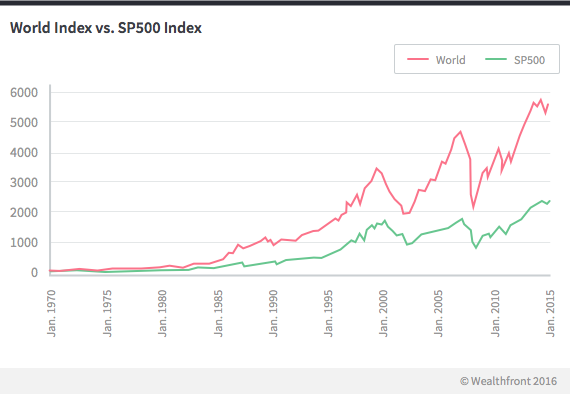 World Index vs. SP500 Index
World SP500
6000
5000
4000
3000
2000
1000
0
Jan. 1970
Jan. 1975
Jan. 1980
Jan. 1985
Jan. 1990
Jan. 1995
Jan. 2000
Jan. 2005
Jan. 2010
Jan. 2015
© Wealthfront 2016